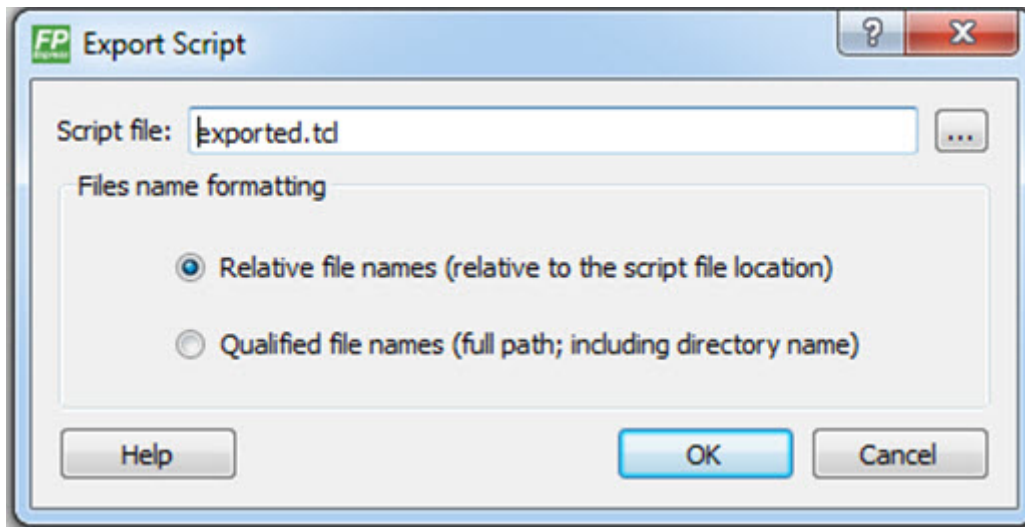 FP Export Script
Script file: exported.tcl ...
Files name formatting
Relative file names (relative to the script file location)
Qualified file names (full path; including directory name)
Help OK Cancel